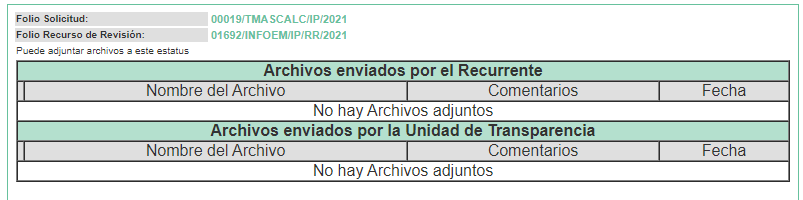 Folio Solicitud: 00019/TMASCALC/IP/2021
Folio Recurso de Revisión: 01692/INFOEM/IP/RR/2021
Puede adjuntar archivos a este estatus
Archivos enviados por el Recurrente
Nombre del Archivo Comentarios Fecha
No hay Archivos adjuntos
Archivos enviados por la Unidad de Transparencia
Nombre del Archivo Comentarios Fecha
No hay Archivos adjuntos